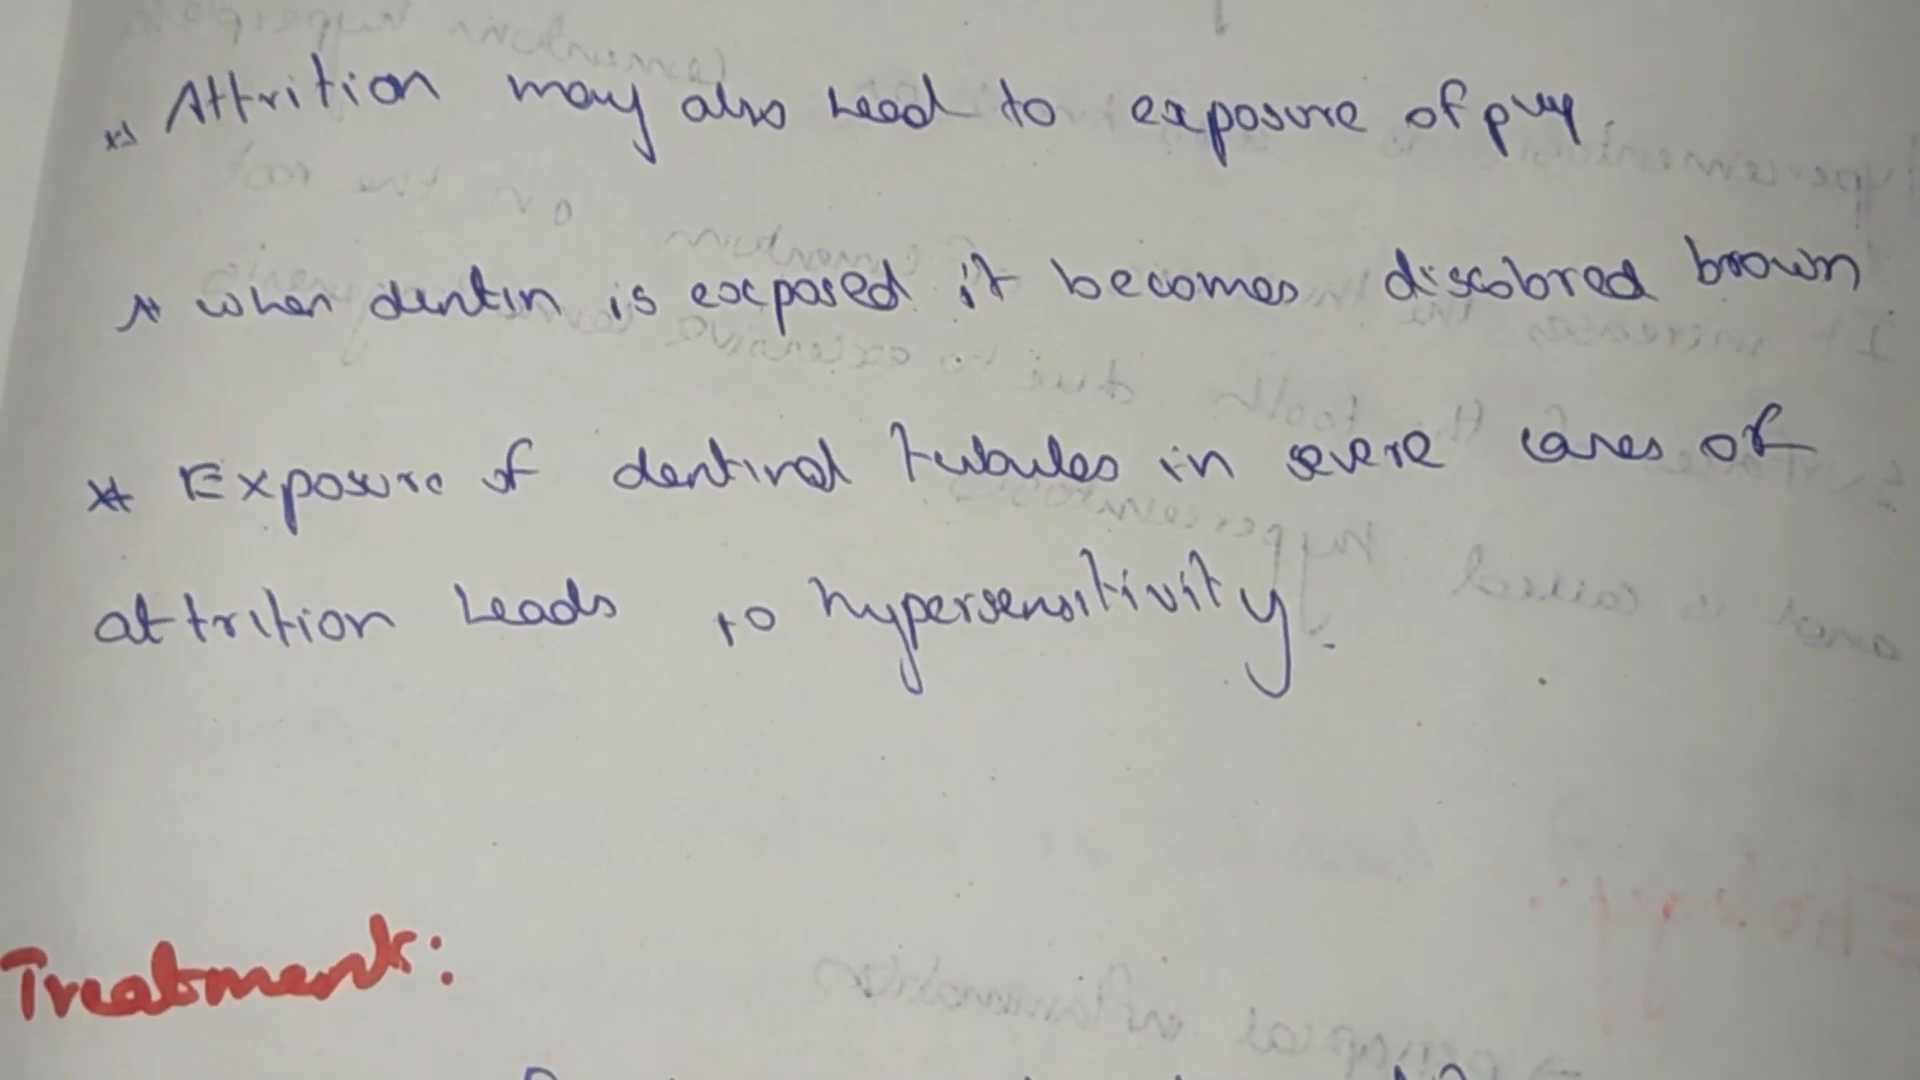 * Attrition may also lead to exposure of pulp.
* when dentin is exposed it becomes discolored brown.
* Exposure of dentinal tubules in severe cases of
attrition Leads to hypersensitivity.
Treatment: